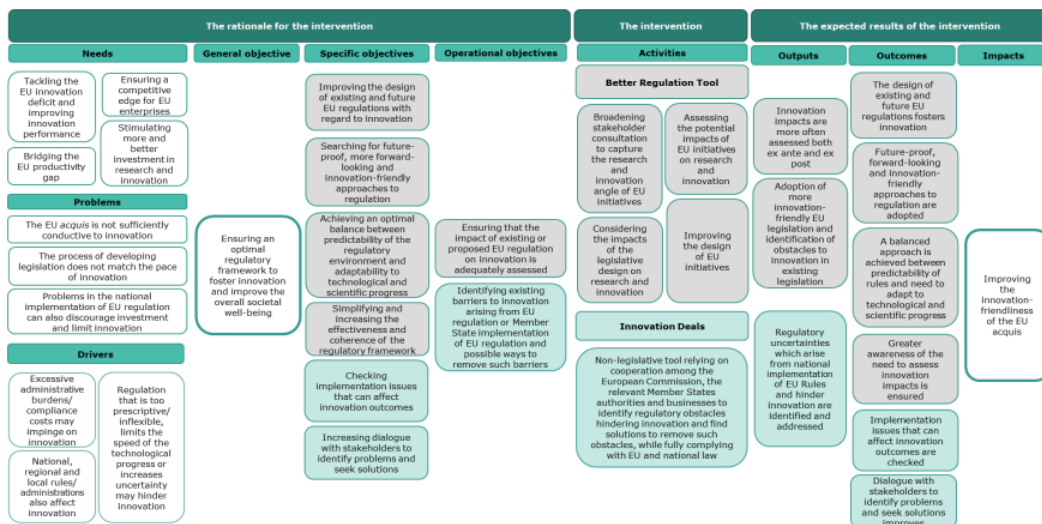 The rationale for the intervention
The intervention
The expected results of the intervention
Needs
General objective
Specific objectives
Operational objectives
Activities
Outputs
Outcomes
Impacts
Tackling the
EU innovation
deficit and
improving
innovation
performance
Ensuring a
competitive
edge for EU
enterprises
Stimulating
more and
better
investment in
research and
innovation
Bridging the
EU productivity
gap
Problems
The EU acquis is not sufficiently
conductive to innovation
The process of developing
legislation does not match the pace
of innovation
Problems in the national
implementation of EU regulation
can also discourage investment
and limit innovation
Drivers
Excessive
administrative
burdens/
compliance
costs may
impinge on
innovation
National,
regional and
local rules/
administrations
also affect
innovation
Regulation
that is too
prescriptive/
inflexible,
limits the
speed of the
technological
progress or
increases
uncertainty
may hinder
innovation
Ensuring an
optimal
regulatory
framework to
foster innovation
and improve the
overall societal
well-being
Improving the design
of existing and future
EU regulations with
regard to innovation
Searching for future-
proof, more forward-
looking and
innovation-friendly
approaches to
regulation
Achieving an optimal
balance between
predictability of the
regulatory
environment and
adaptability to
technological and
scientific progress
Simplifying and
increasing the
effectiveness and
coherence of the
regulatory framework
Checking
implementation issues
that can affect
innovation outcomes
Increasing dialogue
with stakeholders to
identify problems and
seek solutions
Ensuring that the
impact of existing or
proposed EU regulation
on innovation is
adequately assessed
Identifying existing
barriers to innovation
arising from EU
regulation or Member
State implementation
of EU regulation and
possible ways to
remove such barriers
Better Regulation Tool
Broadening
stakeholder
consultation to
capture the
research and
innovation
angle of EU
initiatives
Assessing the
potential
impacts of
EU initiatives
on research
and
innovation
Considering
the impacts
of the
legislative
design on
research and
innovation
Improving
the design of
EU initiatives
Innovation Deals
Non-legislative tool relying on
cooperation among the
European Commission, the
relevant Member States
authorities and businesses to
identify regulatory obstacles
hindering innovation and find
solutions to remove such
obstacles, while fully complying
with EU and national law
Innovation
impacts are
more often
assessed both
ex ante and ex
post
Adoption of
more
innovation-
friendly EU
legislation and
identification of
obstacles to
innovation in
existing
legislation
Regulatory
uncertainties
which arise
from national
implementation
of EU Rules
and hinder
innovation are
identified and
addressed
The design of
existing and
future EU
regulations fosters
innovation
Future-proof,
forward-looking
and innovation-
friendly
approaches to
regulation are
adopted
A balanced
approach is
achieved between
predictability of
rules and need to
adapt to
technological and
scientific progress
Greater
awareness of the
need to assess
innovation
impacts is
ensured
Implementation
issues that can
affect innovation
outcomes are
checked
Dialogue with
stakeholders to
identify problems
and seek solutions
improves
Improving
the
innovation-
friendliness
of the EU
acquis